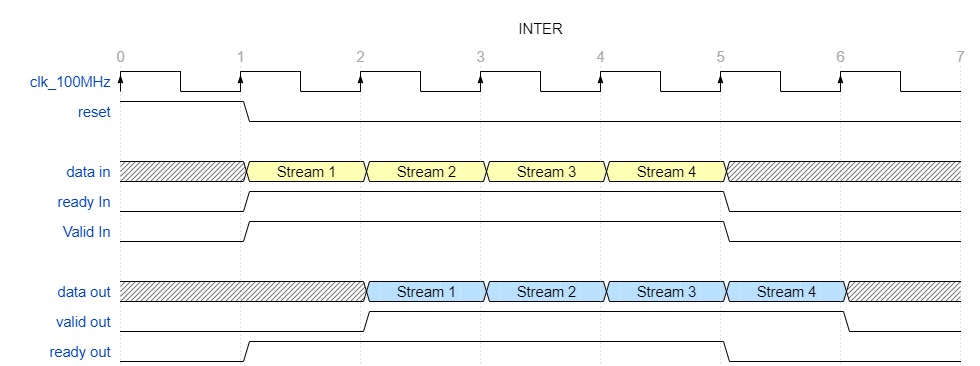 INTER
0 1 2 3 4 5 6 7
clk_100MHz
reset
data in Stream 1 Stream 2 Stream 3 Stream 4
ready In
Valid In
data out Stream 1 Stream 2 Stream 3 Stream 4
valid out
ready out